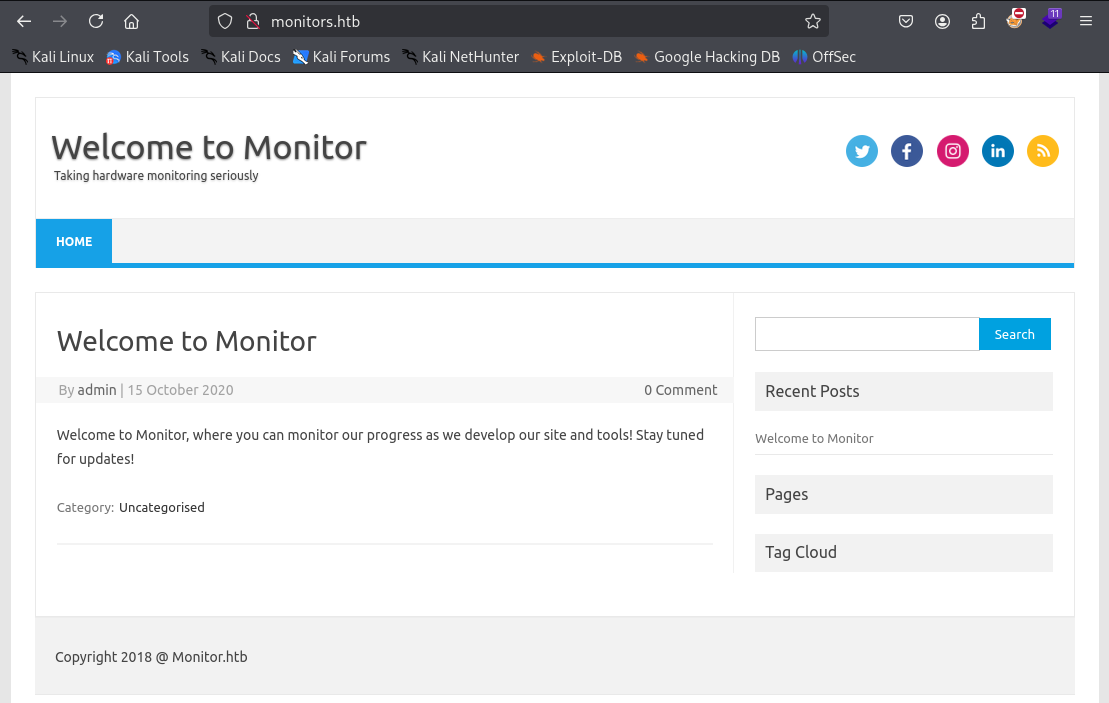 monitors.htb
11
Kali Linux Kali Tools Kali Docs Kali Forums Kali NetHunter Exploit-DB Google Hacking DB OffSec
Welcome to Monitor
Taking hardware monitoring seriously
HOME
Welcome to Monitor
By admin | 15 October 2020 0 Comment
Welcome to Monitor, where you can monitor our progress as we develop our site and tools! Stay tuned
for updates!
Category: Uncategorised
Search
Recent Posts
Welcome to Monitor
Pages
Tag Cloud
Copyright 2018 @ Monitor.htb